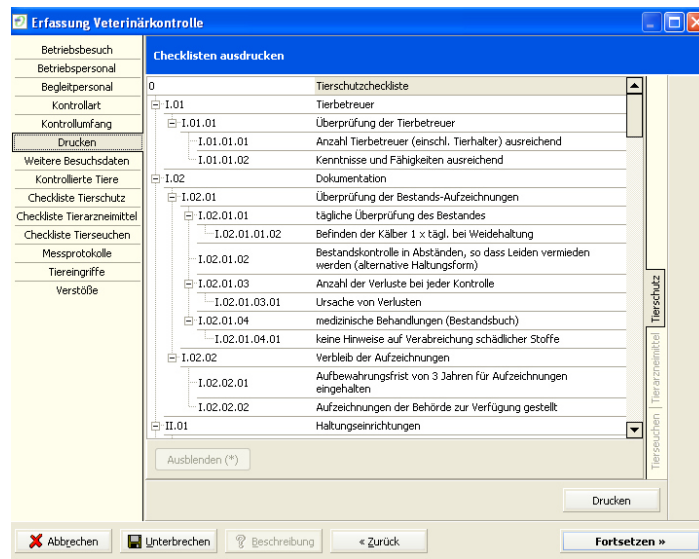 Erfassung Veterinärkontrolle
Betriebsbesuch
Betriebspersonal
Begleitpersonal
Kontrollart
Kontrollumfang
Drucken
Weitere Besuchsdaten
Kontrollierte Tiere
Checkliste Tierschutz
Checkliste Tierarzneimittel
Checkliste Tierseuchen
Messprotokolle
Tiereingriffe
Verstöße
Checklisten ausdrucken
0 Tierschutzcheckliste
I.01 Tierbetreuer
I.01.01 Überprüfung der Tierbetreuer
I.01.01.01 Anzahl Tierbetreuer (einschl. Tierhalter) ausreichend
I.01.01.02 Kenntnisse und Fähigkeiten ausreichend
I.02 Dokumentation
I.02.01 Überprüfung der Bestands-Aufzeichnungen
I.02.01.01 tägliche Überprüfung des Bestandes
I.02.01.01.02 Befinden der Kälber 1 x tägl. bei Weidehaltung
I.02.01.02 Bestandskontrolle in Abständen, so dass Leiden vermieden
werden (alternative Haltungsform)
I.02.01.03 Anzahl der Verluste bei jeder Kontrolle
I.02.01.03.01 Ursache von Verlusten
I.02.01.04 medizinische Behandlungen (Bestandsbuch)
I.02.01.04.01 keine Hinweise auf Verabreichung schädlicher Stoffe
I.02.02 Verbleib der Aufzeichnungen
I.02.02.01 Aufbewahrungsfrist von 3 Jahren für Aufzeichnungen
eingehalten
I.02.02.02 Aufzeichnungen der Behörde zur Verfügung gestellt
II.01 Haltungseinrichtungen
Tierseuchen | Tierarzneimittel Tierschutz
Ausblenden (*)
Drucken
Abbrechen Unterbrechen Beschreibung « Zurück Fortsetzen »